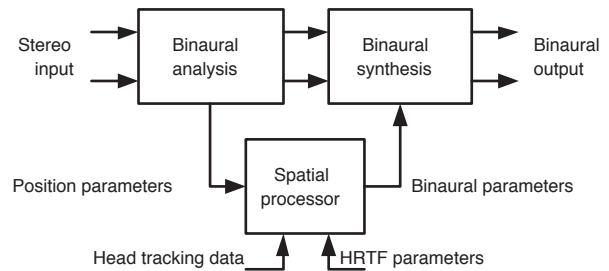 Stereo input
Binaural analysis
Binaural synthesis
Binaural output
Position parameters
Spatial processor
Binaural parameters
Head tracking data
HRTF parameters